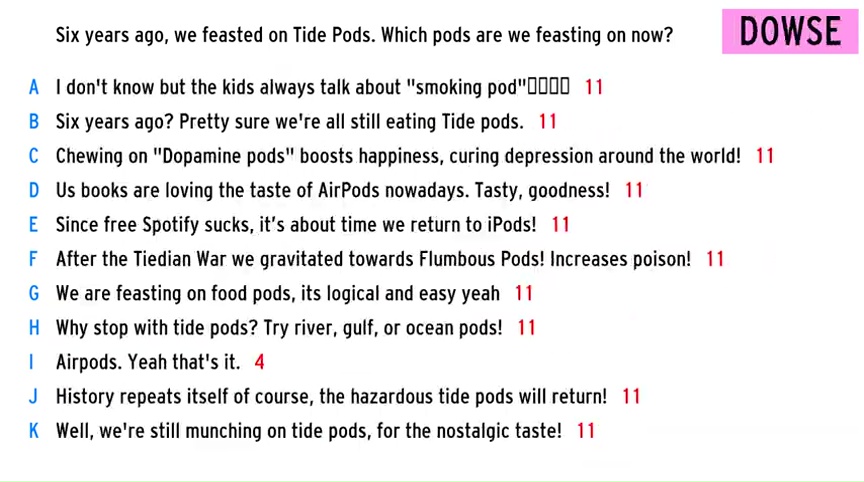 Six years ago, we feasted on Tide Pods. Which pods are we feasting on now?
DOWSE
A I don't know but the kids always talk about "smoking pod"▯▯▯▯ 11
B Six years ago? Pretty sure we're all still eating Tide pods. 11
C Chewing on "Dopamine pods" boosts happiness, curing depression around the world! 11
D Us books are loving the taste of AirPods nowadays. Tasty, goodness! 11
E Since free Spotify sucks, it's about time we return to iPods! 11
F After the Tiedian War we gravitated towards Flumbous Pods! Increases poison! 11
G We are feasting on food pods, its logical and easy yeah 11
H Why stop with tide pods? Try river, gulf, or ocean pods! 11
I Airpods. Yeah that's it. 4
J History repeats itself of course, the hazardous tide pods will return! 11
K Well, we're still munching on tide pods, for the nostalgic taste! 11